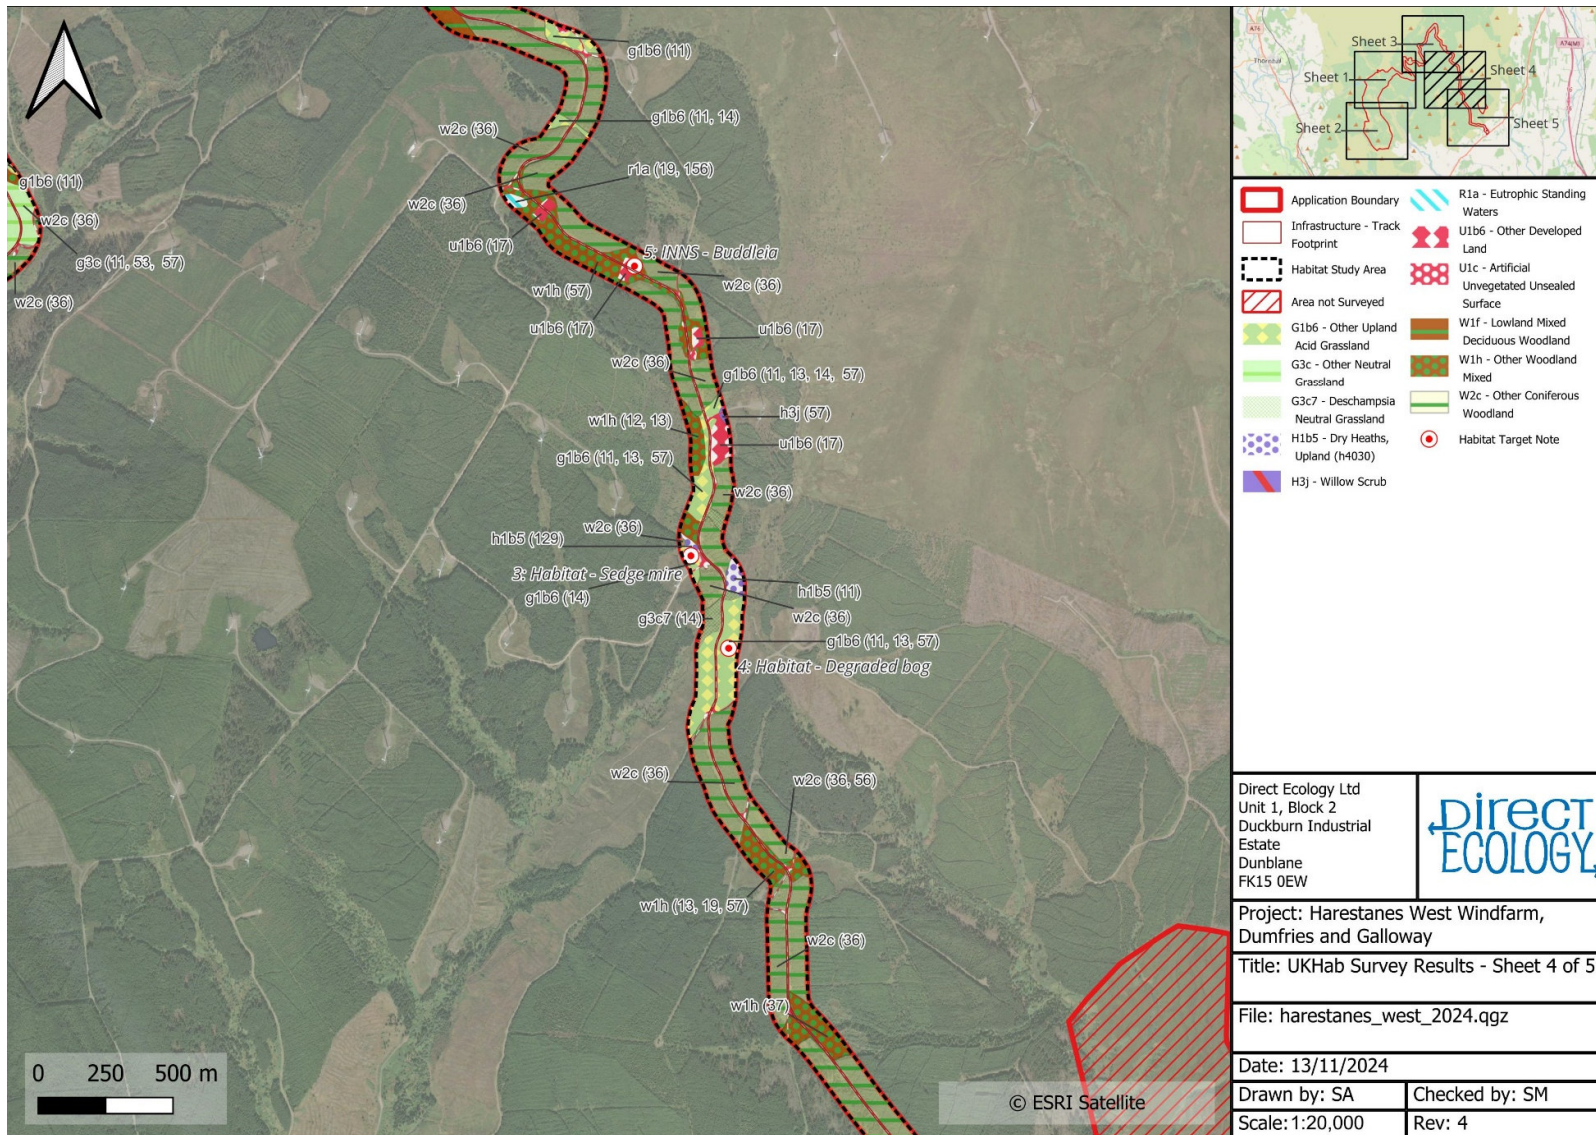 g1b6 (11)
g1b6 (11, 14)
w2c (36)
r1a (19, 156)
g1b6 (11)
w2c (36)
w2c (36)
u1b6 (17)
5: INNS - Buddleia
g3c (11, 53, 57)
w2c (36)
w1h (57)
w2c (36)
u1b6 (17)
u1b6 (17)
w2c (36)
g1b6 (11, 13, 14, 57)
w1h (12, 13)
h3j (57)
u1b6 (17)
g1b6 (11, 13, 57)
w2c (36)
w2c (36)
h1b5 (129)
3: Habitat - Sedge mire
g1b6 (14)
h1b5 (11)
g3c7 (14)
w2c (36)
g1b6 (11, 13, 57)
4: Habitat - Degraded bog
w2c (36)
w2c (36, 56)
w1h (13, 19, 57)
w2c (36)
w1h (37)
0 250 500 m
© ESRI Satellite
A76
Thornhill
A74(M)
Sheet 3
Sheet 1
Sheet 4
Sheet 2
Sheet 5
Application Boundary
Infrastructure - Track
Footprint
Habitat Study Area
Area not Surveyed
G1b6 - Other Upland
Acid Grassland
G3c - Other Neutral
Grassland
G3c7 - Deschampsia
Neutral Grassland
H1b5 - Dry Heaths,
Upland (h4030)
H3j - Willow Scrub
R1a - Eutrophic Standing
Waters
U1b6 - Other Developed
Land
U1c - Artificial
Unvegetated Unsealed
Surface
W1f - Lowland Mixed
Deciduous Woodland
W1h - Other Woodland
Mixed
W2c - Other Coniferous
Woodland
Habitat Target Note
Direct Ecology Ltd
Unit 1, Block 2
Duckburn Industrial
Estate
Dunblane
FK15 0EW
Direct
ECOLOGY
Project: Harestanes West Windfarm,
Dumfries and Galloway
Title: UKHab Survey Results - Sheet 4 of 5
File: harestanes_west_2024.qgz
Date: 13/11/2024
Drawn by: SA
Checked by: SM
Scale:1:20,000
Rev: 4